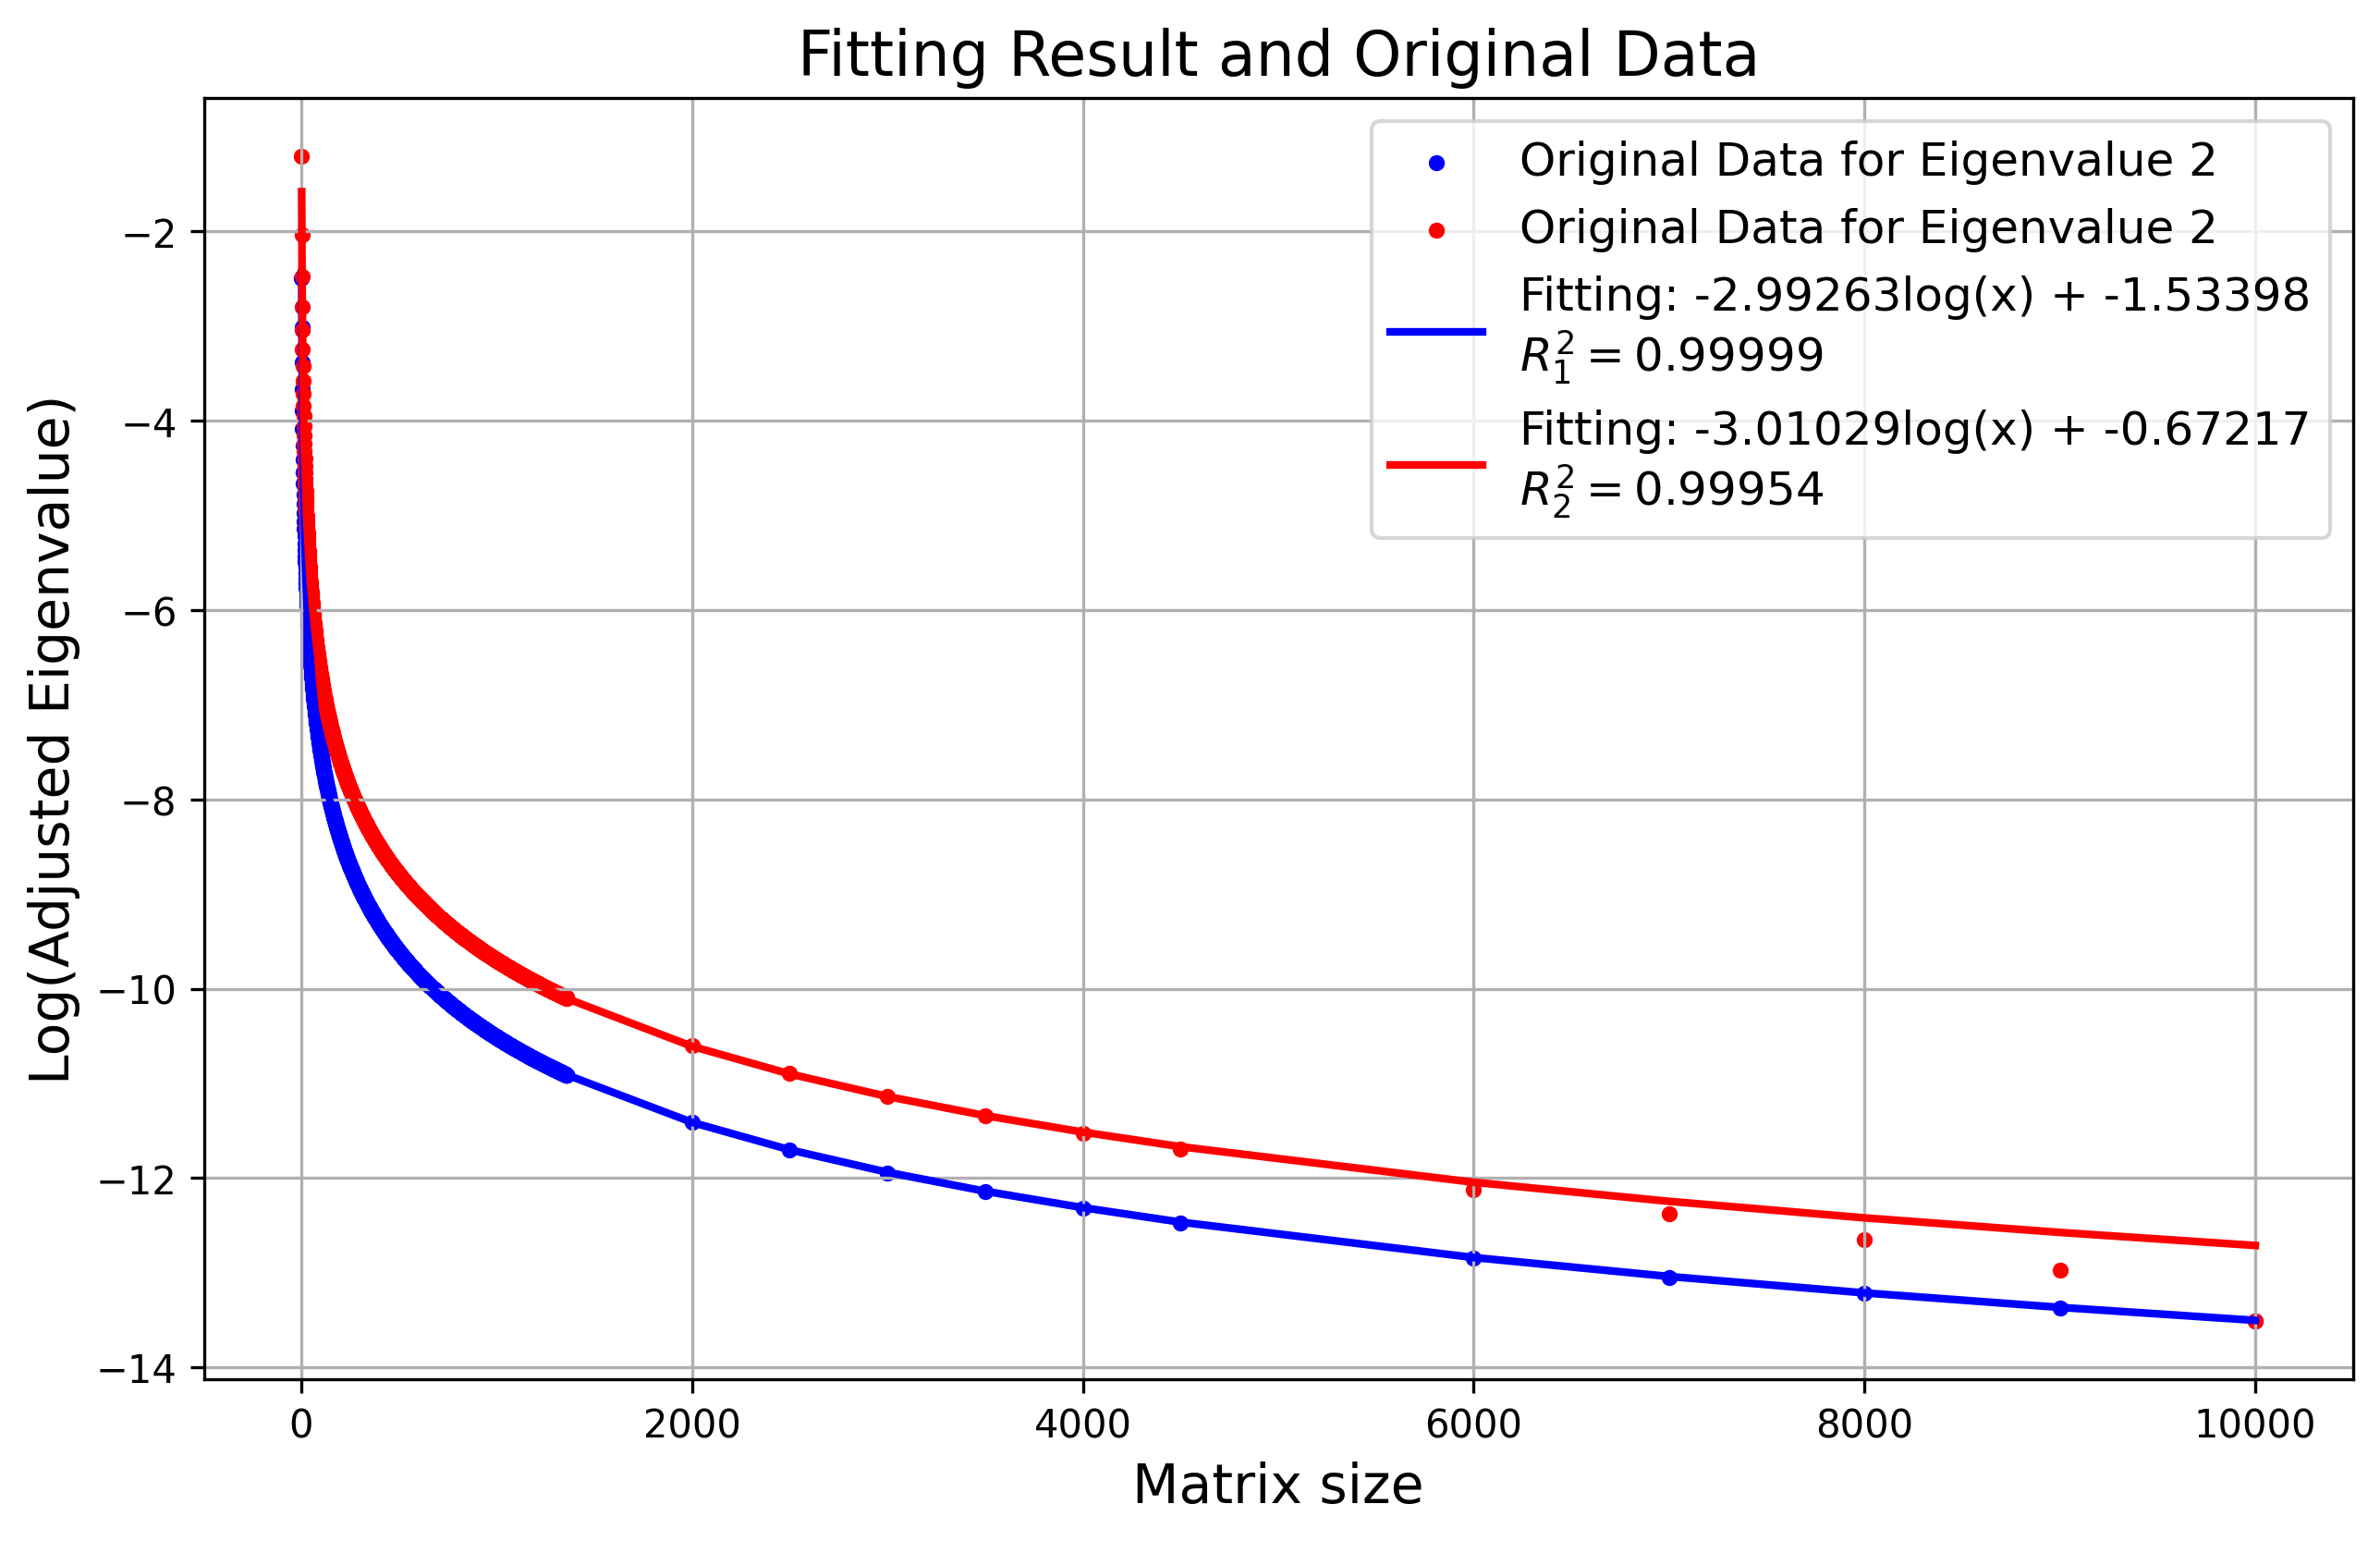 Fitting Result and Original Data
Original Data for Eigenvalue 2
Original Data for Eigenvalue 2
Fitting: -2.99263log(x) + -1.53398
R₁² = 0.99999
Fitting: -3.01029log(x) + -0.67217
R₂² = 0.99954
Log(Adjusted Eigenvalue)
−2
−4
−6
−8
−10
−12
−14
0 2000 4000 6000 8000 10000
Matrix size